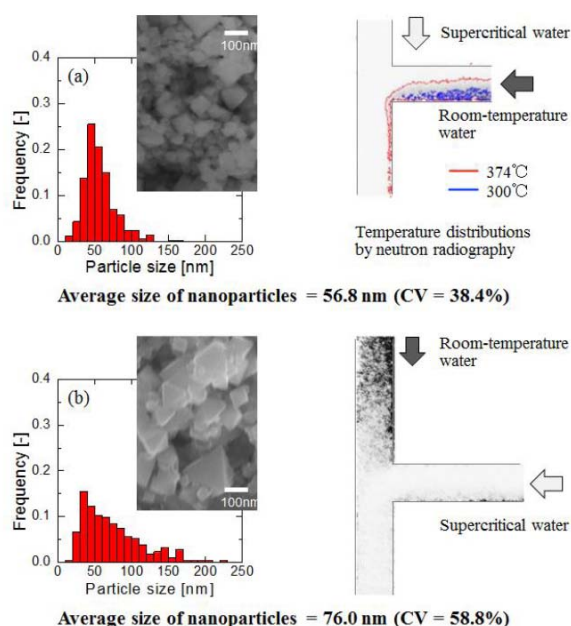 (a)
100nm
Frequency [-]
0.4
0.3
0.2
0.1
0.0
0 50 100 150 200 250
Particle size [nm]
Supercritical water
Room-temperature
water
374℃
300℃
Temperature distributions
by neutron radiography
Average size of nanoparticles = 56.8 nm (CV = 38.4%)
(b)
100nm
Frequency [-]
0.4
0.3
0.2
0.1
0.0
0 50 100 150 200 250
Particle size [nm]
Room-temperature
water
Supercritical water
Average size of nanoparticles = 76.0 nm (CV = 58.8%)